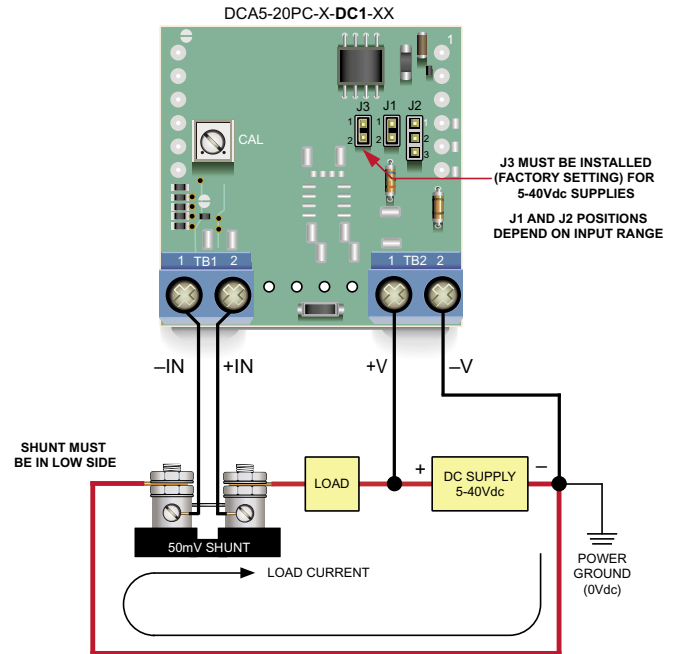 DCA5-20PC-X-DC1-XX
1
J3 J1 J2
1 1 1
2 2 2
3
CAL
J3 MUST BE INSTALLED
(FACTORY SETTING) FOR
5-40Vdc SUPPLIES
J1 AND J2 POSITIONS
DEPEND ON INPUT RANGE
1 TB1 2
1 TB2 2
–IN +IN +V –V
SHUNT MUST
BE IN LOW SIDE
LOAD
+
DC SUPPLY
5-40Vdc
–
50mV SHUNT
LOAD CURRENT
POWER
GROUND
(0Vdc)